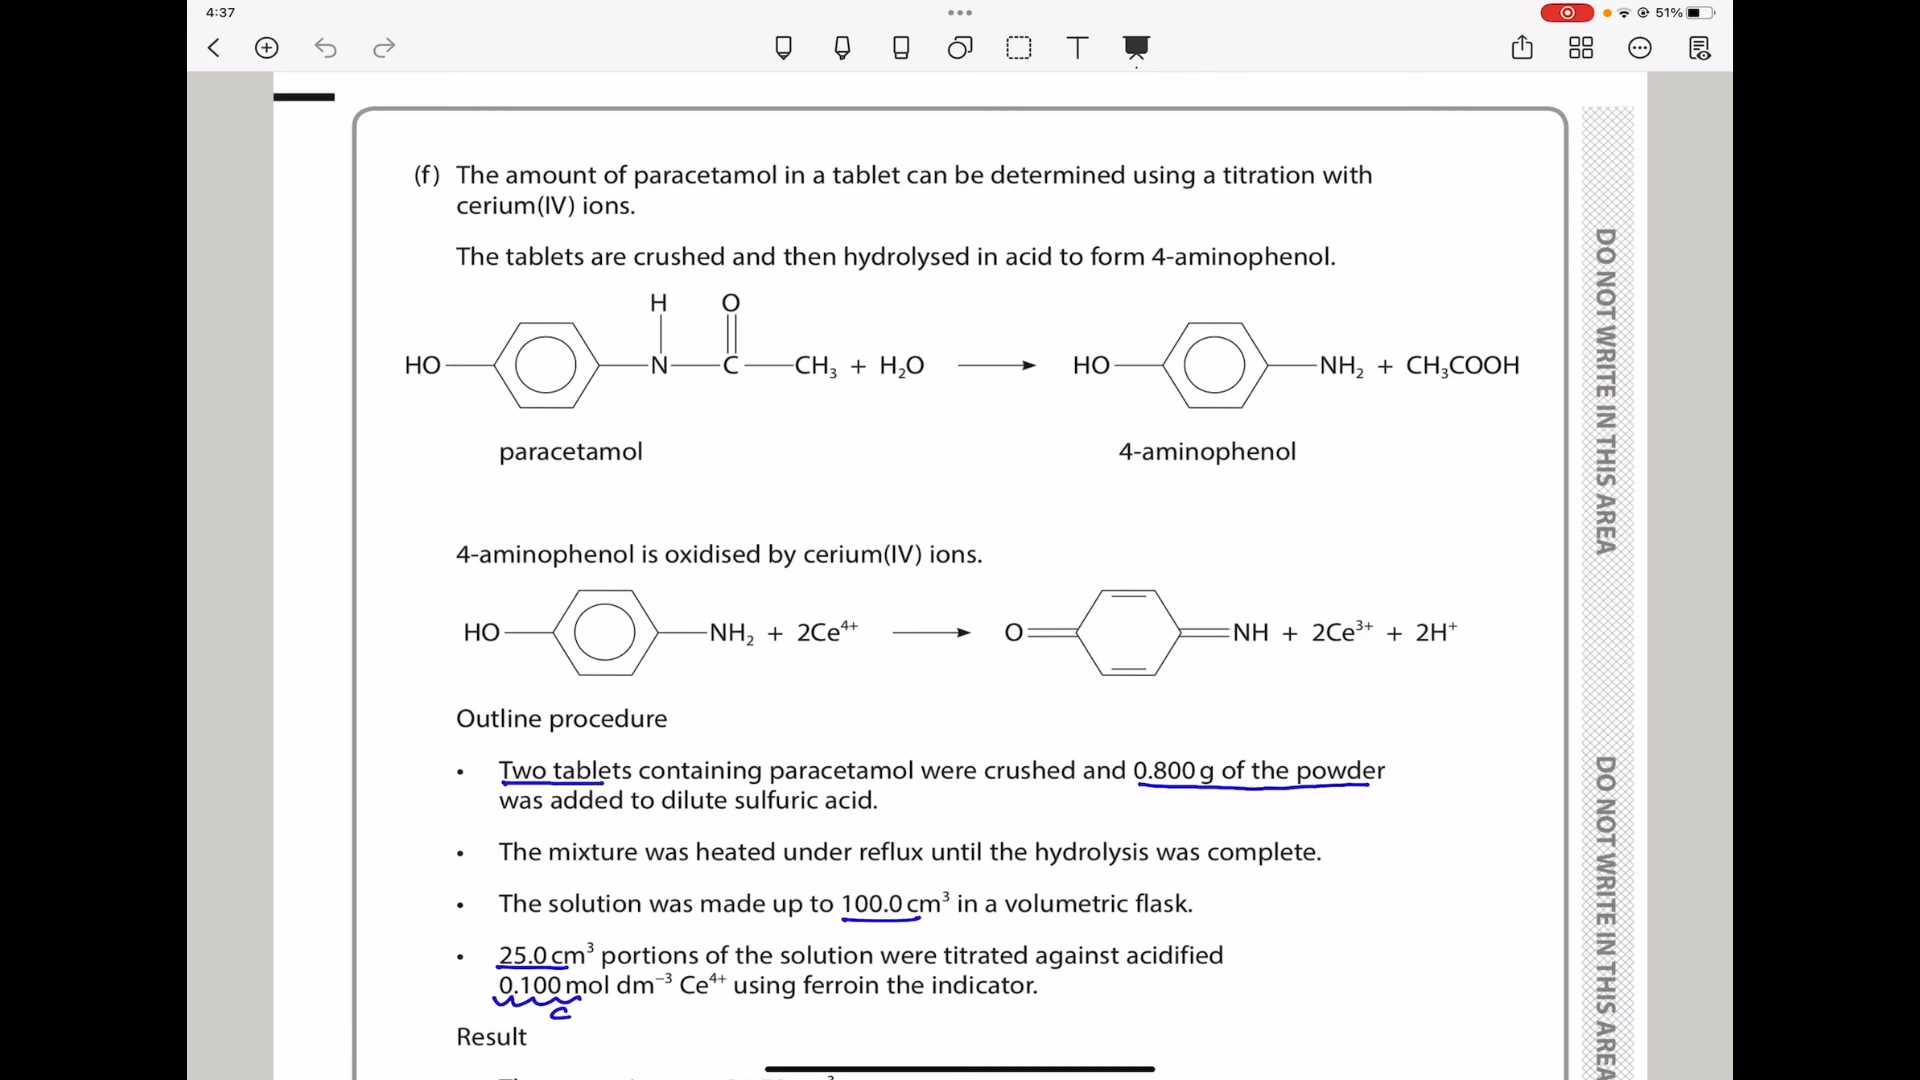 4:37
51%
(f) The amount of paracetamol in a tablet can be determined using a titration with
cerium(IV) ions.
The tablets are crushed and then hydrolysed in acid to form 4-aminophenol.
H O
HO N C CH₃ + H₂O HO NH₂ + CH₃COOH
paracetamol 4-aminophenol
4-aminophenol is oxidised by cerium(IV) ions.
HO NH₂ + 2Ce⁴⁺ O NH + 2Ce³⁺ + 2H⁺
Outline procedure
• Two tablets containing paracetamol were crushed and 0.800 g of the powder
was added to dilute sulfuric acid.
• The mixture was heated under reflux until the hydrolysis was complete.
• The solution was made up to 100.0 cm³ in a volumetric flask.
• 25.0 cm³ portions of the solution were titrated against acidified
0.100 mol dm⁻³ Ce⁴⁺ using ferroin the indicator.
c
Result
DO NOT WRITE IN THIS AREA
DO NOT WRITE IN THIS AREA